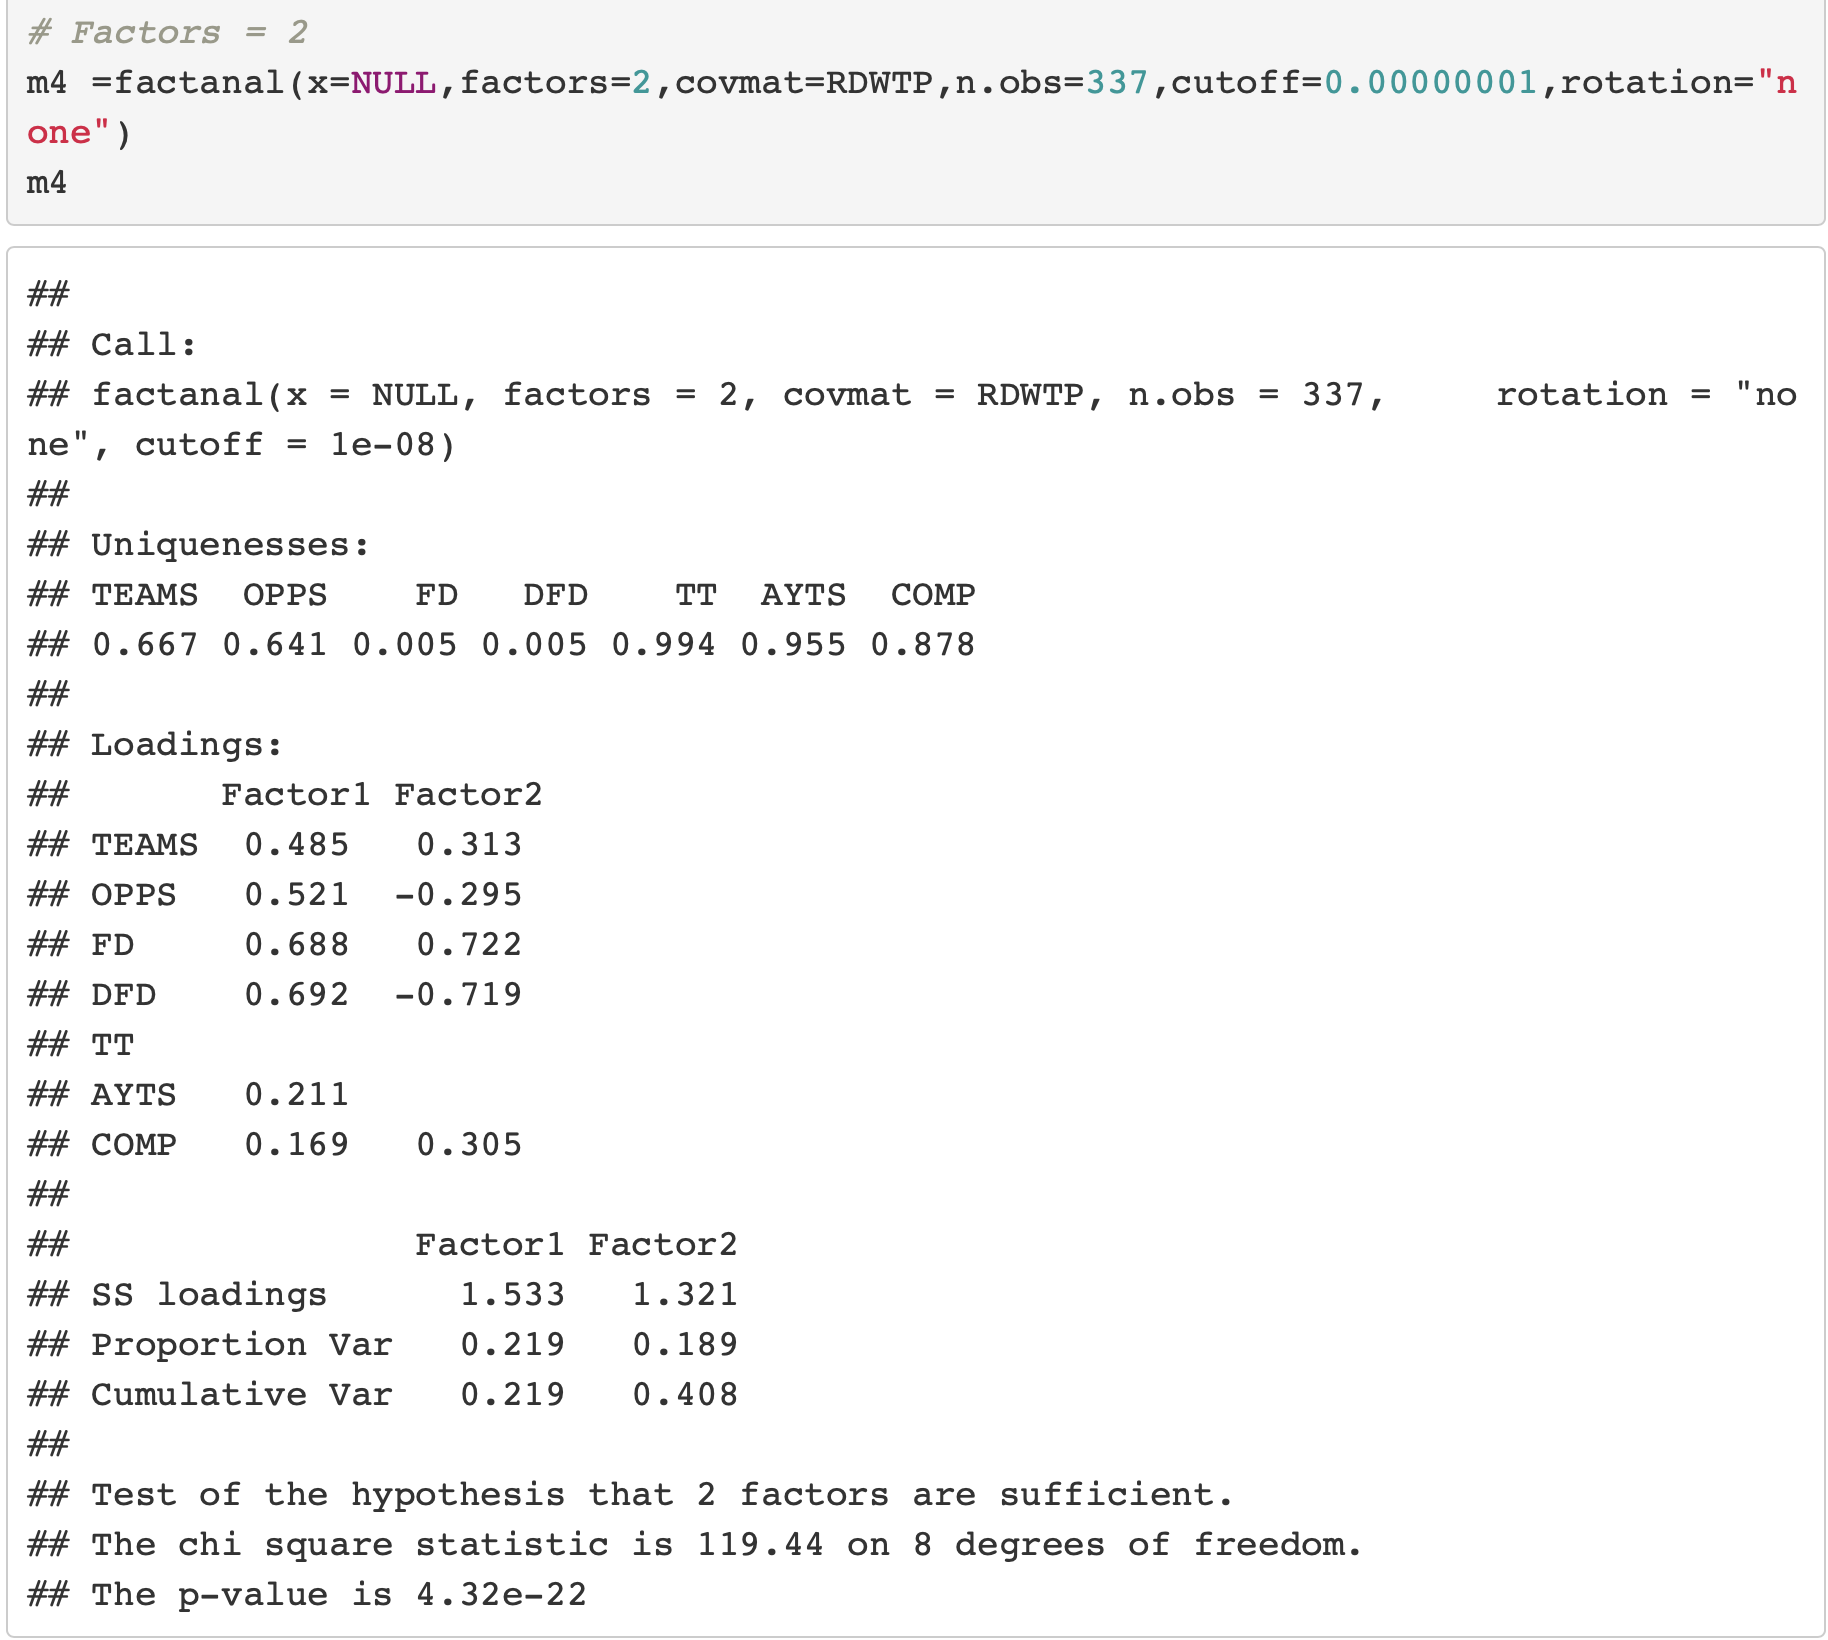 # Factors = 2
m4 =factanal(x=NULL,factors=2,covmat=RDWTP,n.obs=337,cutoff=0.00000001,rotation="n
one")
m4
##
## Call:
## factanal(x = NULL, factors = 2, covmat = RDWTP, n.obs = 337,     rotation = "no
ne", cutoff = 1e-08)
##
## Uniquenesses:
## TEAMS  OPPS    FD   DFD    TT  AYTS  COMP
## 0.667 0.641 0.005 0.005 0.994 0.955 0.878
##
## Loadings:
##       Factor1 Factor2
## TEAMS  0.485   0.313
## OPPS   0.521  -0.295
## FD     0.688   0.722
## DFD    0.692  -0.719
## TT
## AYTS   0.211
## COMP   0.169   0.305
##
##                Factor1 Factor2
## SS loadings      1.533   1.321
## Proportion Var   0.219   0.189
## Cumulative Var   0.219   0.408
##
## Test of the hypothesis that 2 factors are sufficient.
## The chi square statistic is 119.44 on 8 degrees of freedom.
## The p-value is 4.32e-22